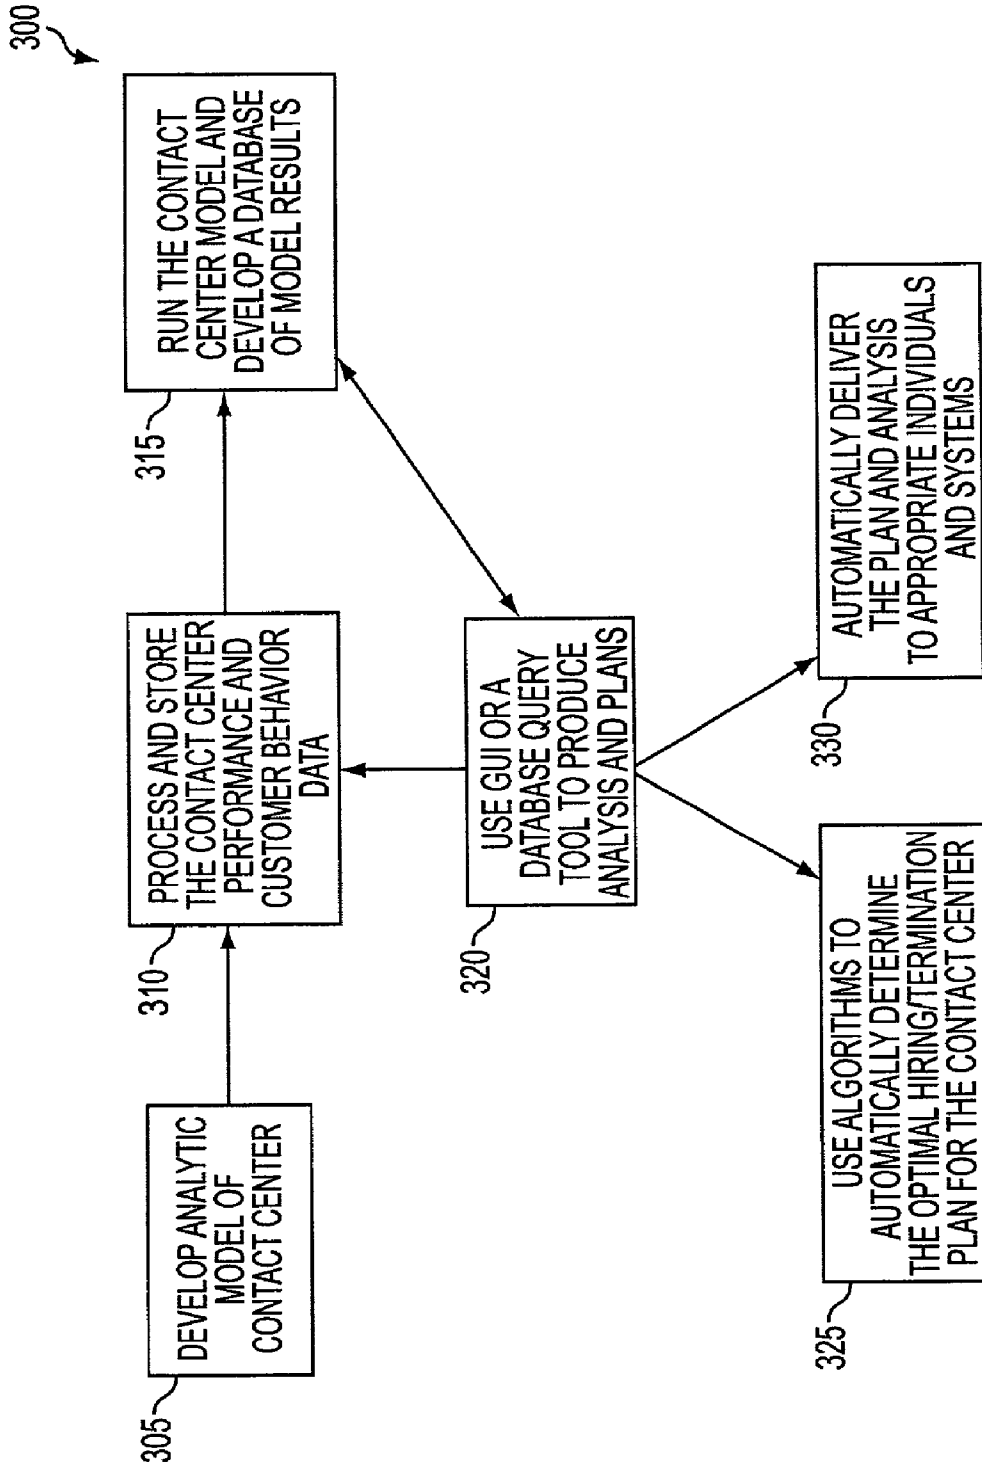 300
DEVELOP ANALYTIC
MODEL OF
CONTACT CENTER
305
PROCESS AND STORE
THE CONTACT CENTER
PERFORMANCE AND
CUSTOMER BEHAVIOR
DATA
310
RUN THE CONTACT
CENTER MODEL AND
DEVELOP A DATABASE
OF MODEL RESULTS
315
USE GUI OR A
DATABASE QUERY
TOOL TO PRODUCE
ANALYSIS AND PLANS
320
USE ALGORITHMS TO
AUTOMATICALLY DETERMINE
THE OPTIMAL HIRING/TERMINATION
PLAN FOR THE CONTACT CENTER
325
AUTOMATICALLY DELIVER
THE PLAN AND ANALYSIS
TO APPROPRIATE INDIVIDUALS
AND SYSTEMS
330